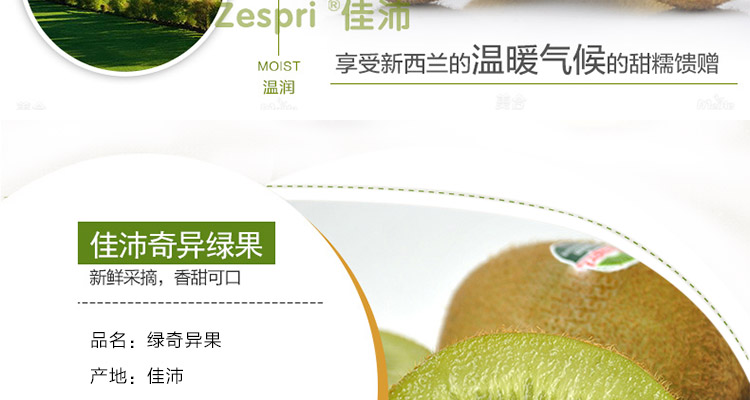 Zespri®佳沛
MOIST
温润
享受新西兰的温暖气候的甜糯馈赠
佳沛奇异绿果
新鲜采摘，香甜可口
品名：绿奇异果
产地：佳沛